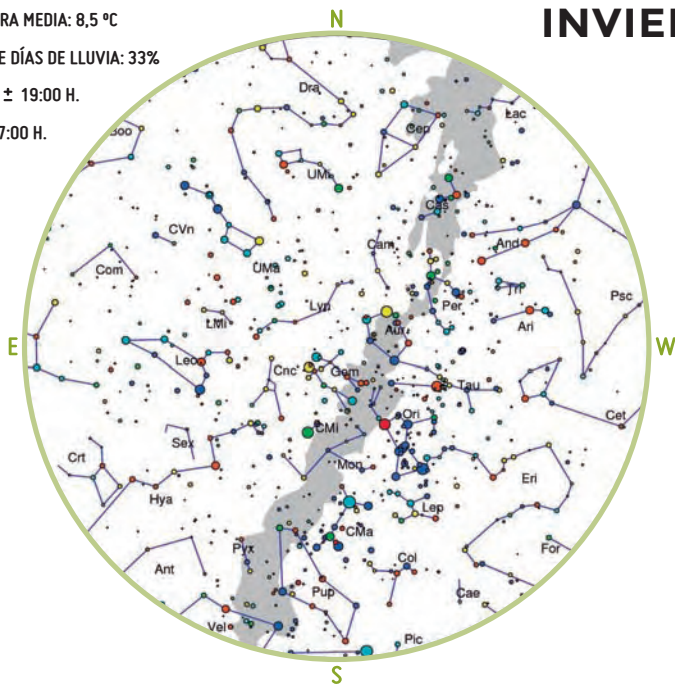 RA MEDIA: 8,5 ºC
E DÍAS DE LLUVIA: 33%
± 19:00 H.
7:00 H.
INVIE
N
Dra
Lac
Cep
Boo
UMi
Cas
CVn
And
Com
UMa
Cam
Tri
Psc
Lyn
Per
LMi
Aur
Ari
E
W
Leo
Cnc
Gem
Tau
Cet
Ori
CMi
Sex
Crt
Mon
Eri
Hya
Lep
CMa
Pyx
For
Ant
Col
Pup
Cae
Vel
Pic
S